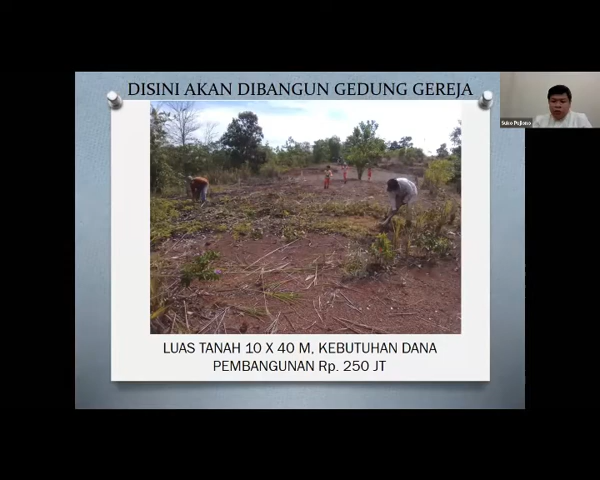 DISINI AKAN DIBANGUN GEDUNG GEREJA
LUAS TANAH 10 X 40 M, KEBUTUHAN DANA
PEMBANGUNAN Rp. 250 JT